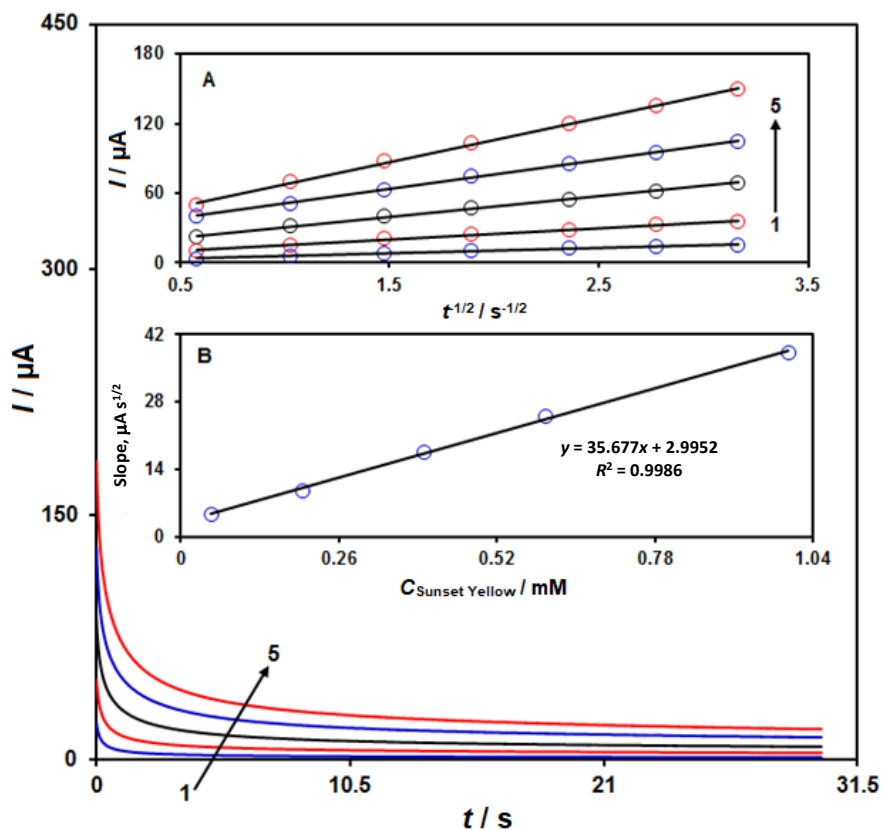 450
300
150
0
I / µA
A
180
120
60
0
I / µA
5
1
0.5
1.5
2.5
3.5
t-1/2 / s-1/2
B
42
28
14
0
Slope, µA s1/2
y = 35.677x + 2.9952
R² = 0.9986
0
0.26
0.52
0.78
1.04
CSunset Yellow / mM
5
1
0
10.5
21
31.5
t / s